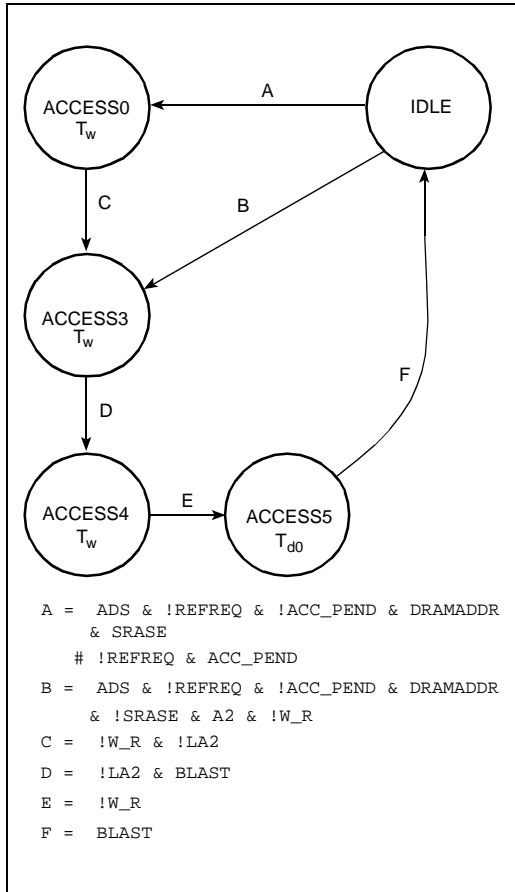 A
ACCESS0
Tw
IDLE
C
B
ACCESS3
Tw
F
D
E
ACCESS4
Tw
ACCESS5
Td0
A = ADS & !REFREQ & !ACC_PEND & DRAMADDR
& SRASE
# !REFREQ & ACC_PEND
B = ADS & !REFREQ & !ACC_PEND & DRAMADDR
& !SRASE & A2 & !W_R
C = !W_R & !LA2
D = !LA2 & BLAST
E = !W_R
F = BLAST